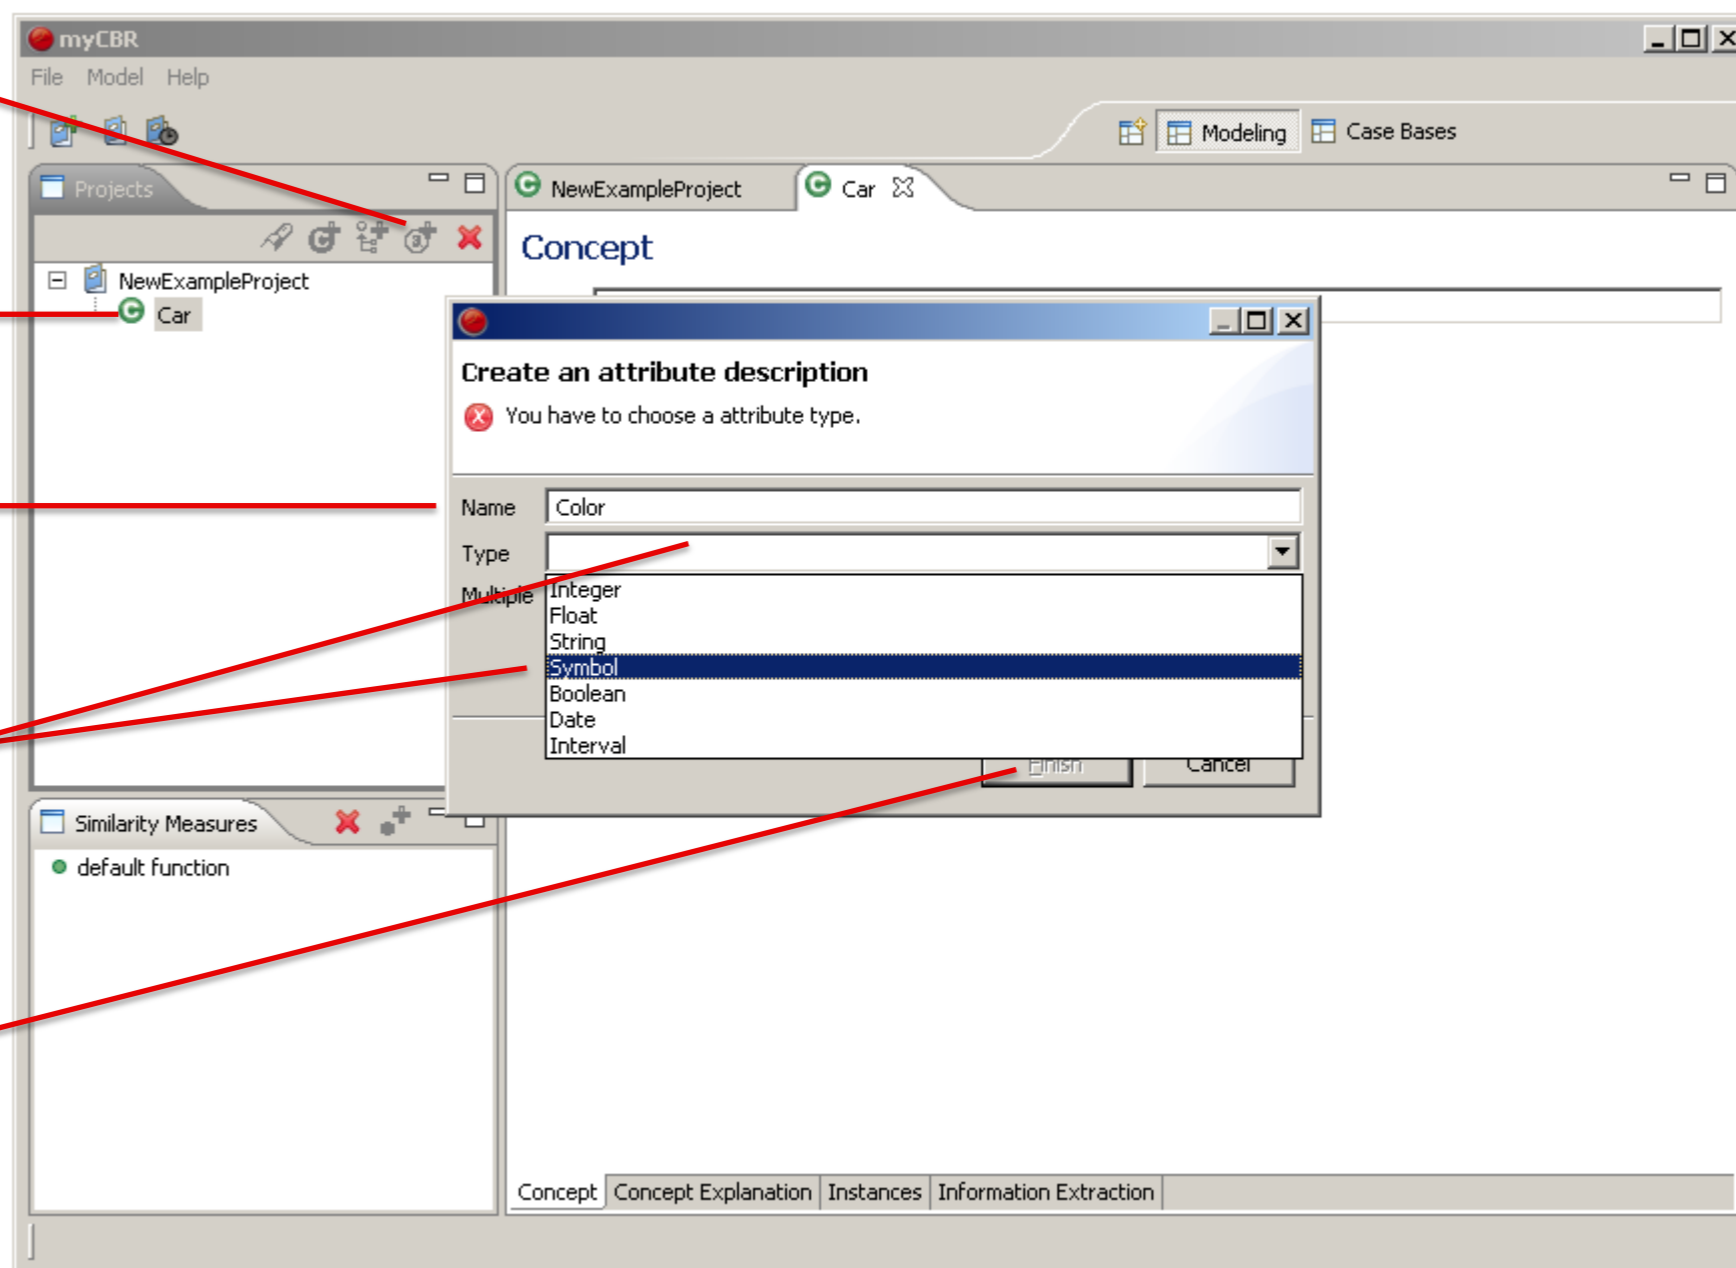 myCBR
File Model Help
Modeling Case Bases
Projects
NewExampleProject Car
Concept
NewExampleProject
Car
Create an attribute description
You have to choose a attribute type.
Name Color
Type
Multiple
Integer
Float
String
Symbol
Boolean
Date
Interval
Finish Cancel
Similarity Measures
default function
Concept Concept Explanation Instances Information Extraction